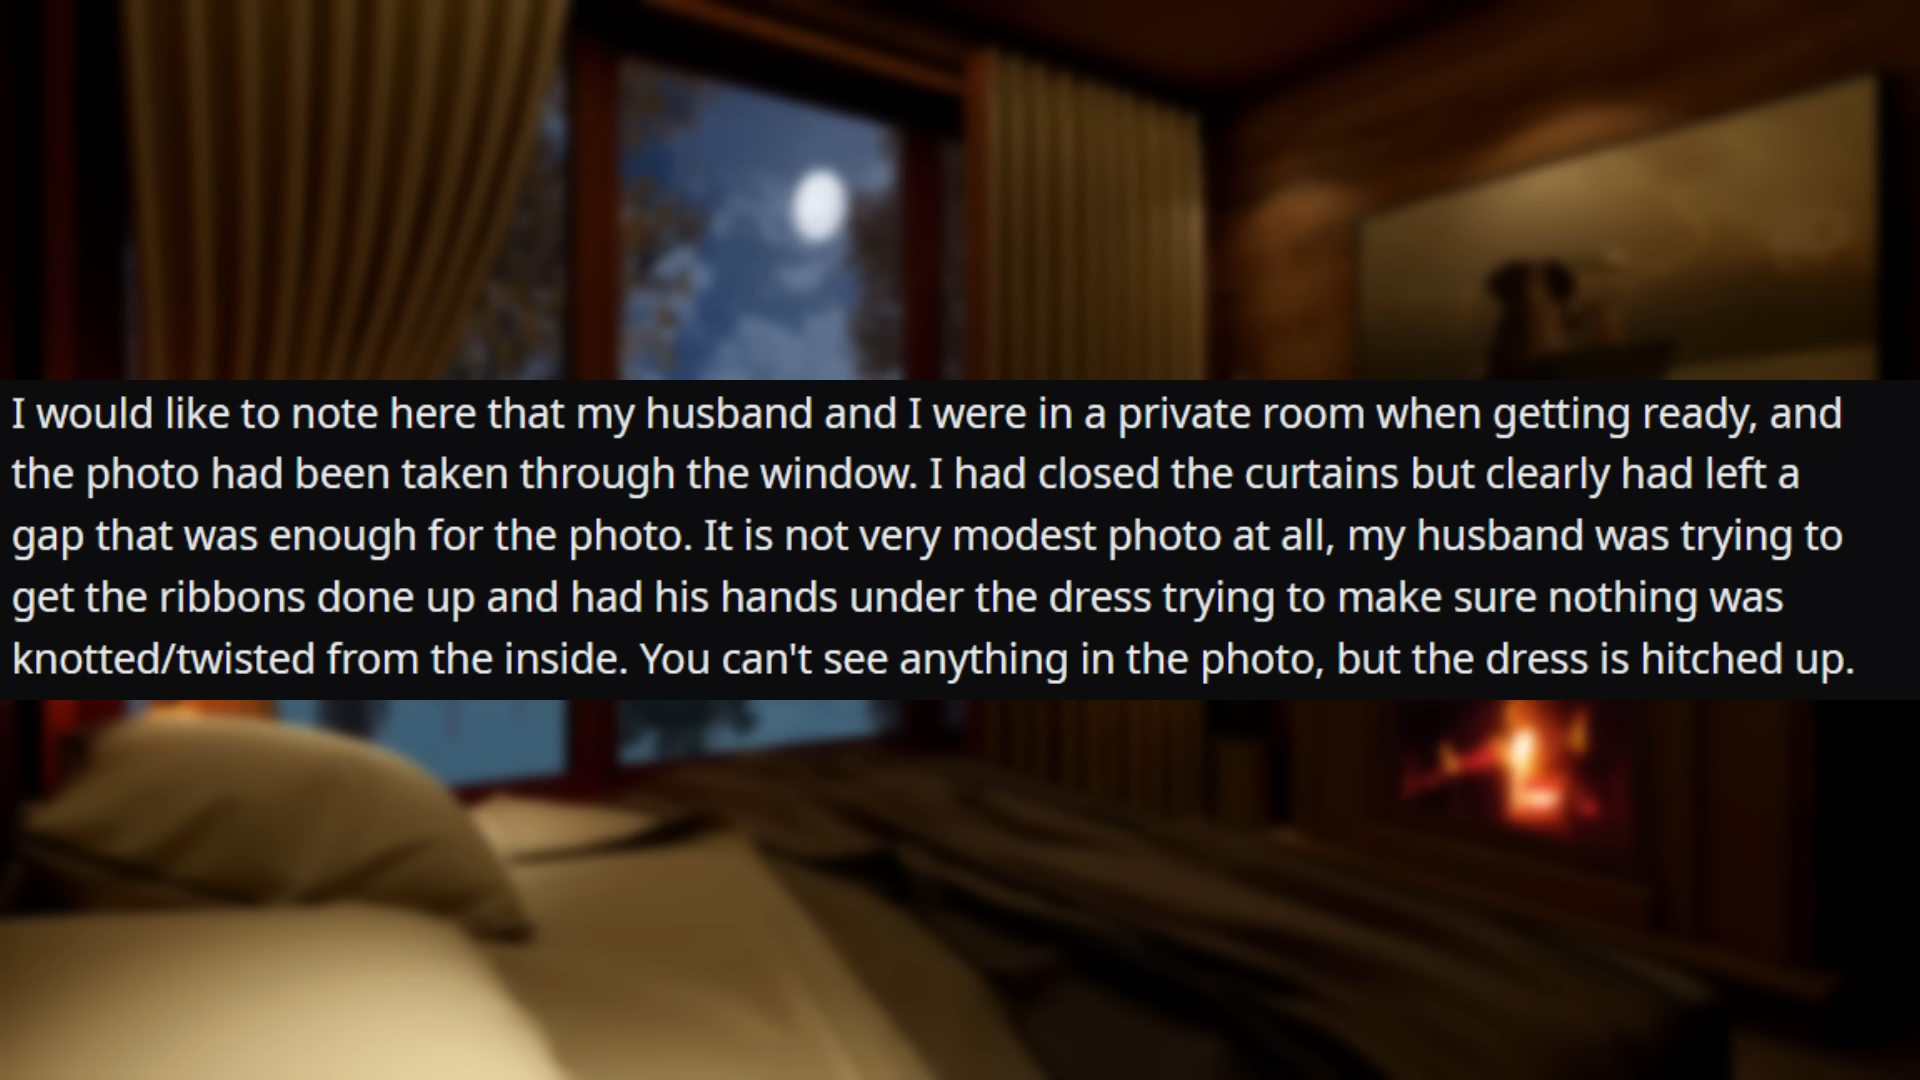 I would like to note here that my husband and I were in a private room when getting ready, and
the photo had been taken through the window. I had closed the curtains but clearly had left a
gap that was enough for the photo. It is not very modest photo at all, my husband was trying to
get the ribbons done up and had his hands under the dress trying to make sure nothing was
knotted/twisted from the inside. You can't see anything in the photo, but the dress is hitched up.